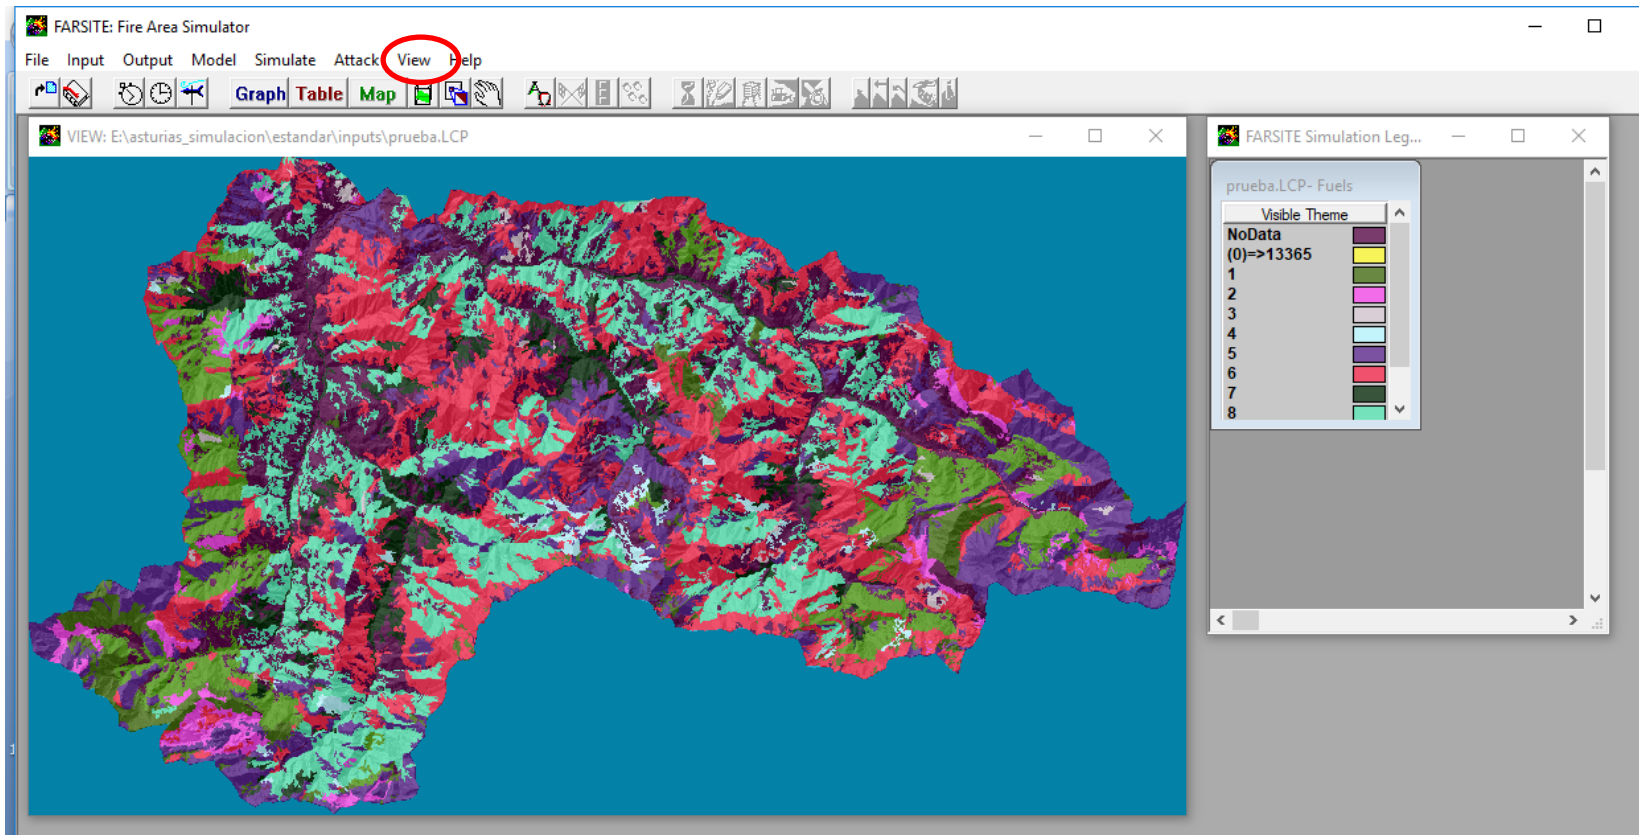 FARSITE: Fire Area Simulator
File Input Output Model Simulate Attack View Help
Graph Table Map
VIEW: E:\asturias_simulacion\estandar\inputs\prueba.LCP
FARSITE Simulation Leg...
prueba.LCP- Fuels
Visible Theme
NoData
(0)=>13365
1
2
3
4
5
6
7
8